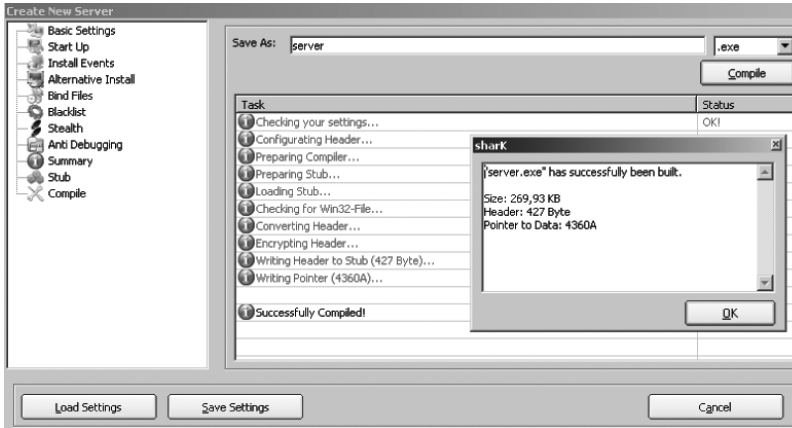 Create New Server
Basic Settings
Start Up
Install Events
Alternative Install
Bind Files
Blacklist
Stealth
Anti Debugging
Summary
Stub
Compile
Save As: server .exe
Compile
Task Status
Checking your settings... OK!
Configurating Header...
Preparing Compiler...
Preparing Stub...
Loading Stub...
Checking for Win32-File...
Converting Header...
Encrypting Header...
Writing Header to Stub (427 Byte)...
Writing Pointer (4360A)...
Successfully Compiled!
sharK
"server.exe" has successfully been built.
Size: 269,93 KB
Header: 427 Byte
Pointer to Data: 4360A
OK
Load Settings Save Settings Cancel